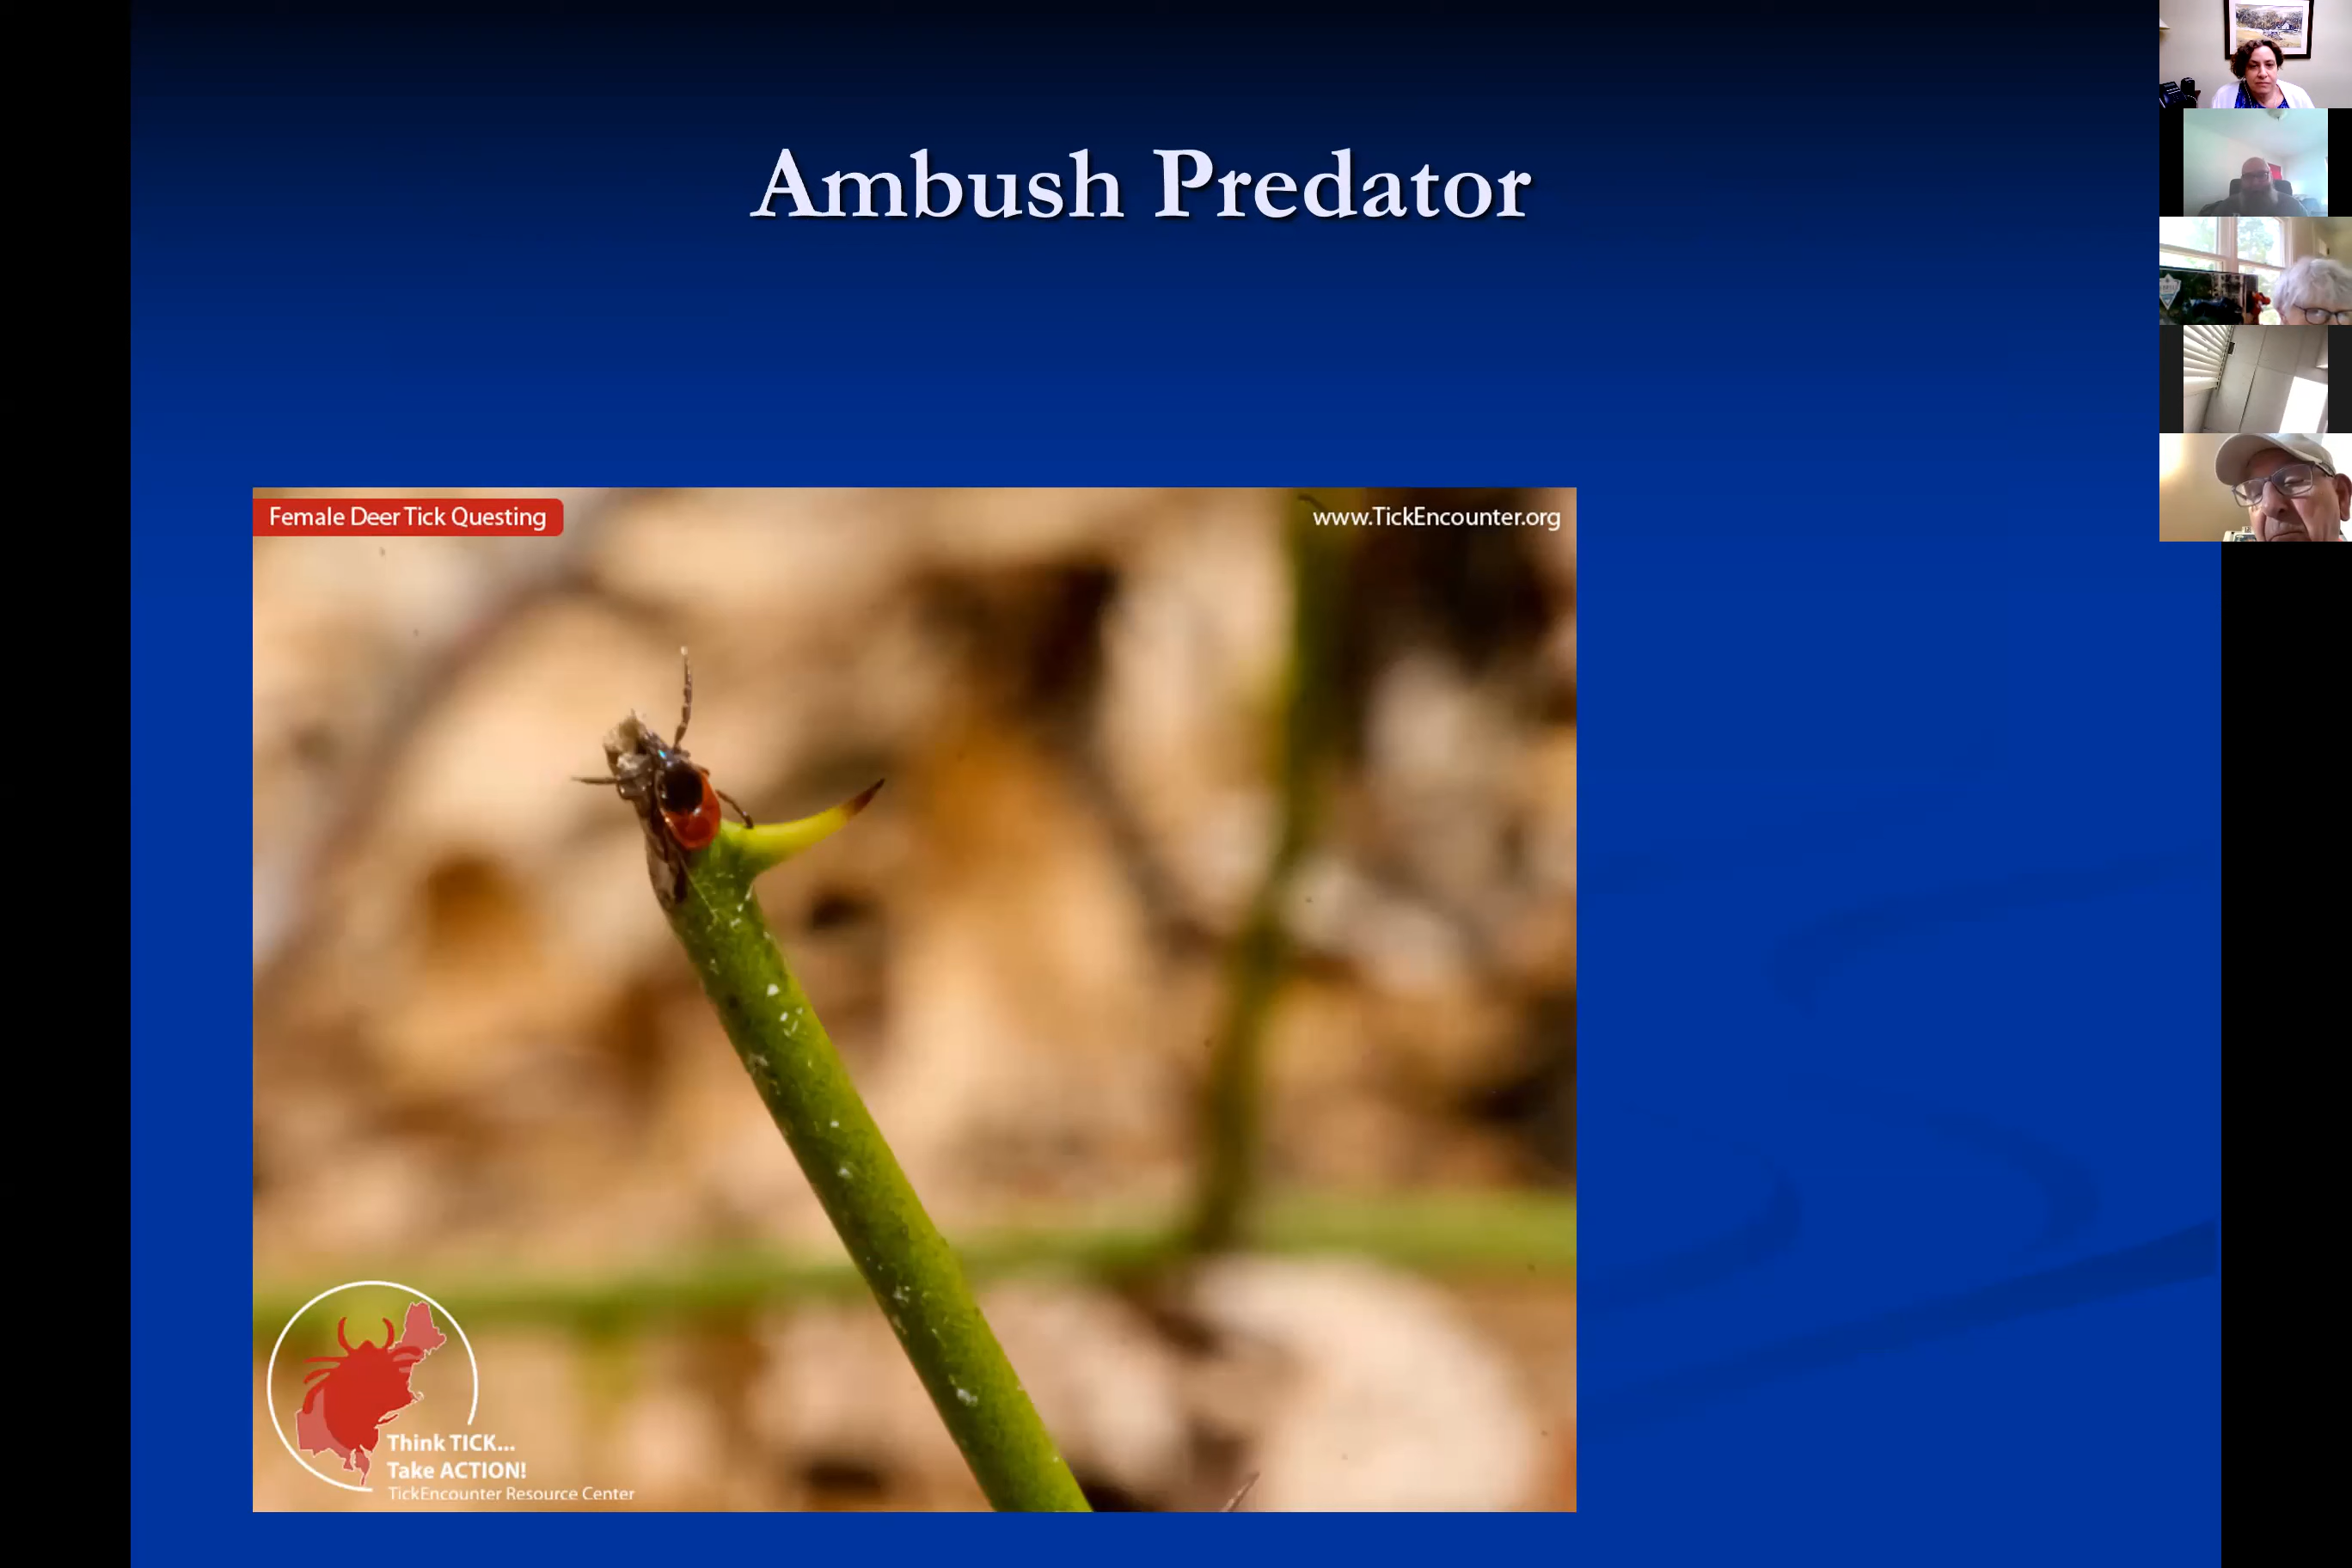 Ambush Predator
Female Deer Tick Questing
www.TickEncounter.org
Think TICK...
Take ACTION!
TickEncounter Resource Center